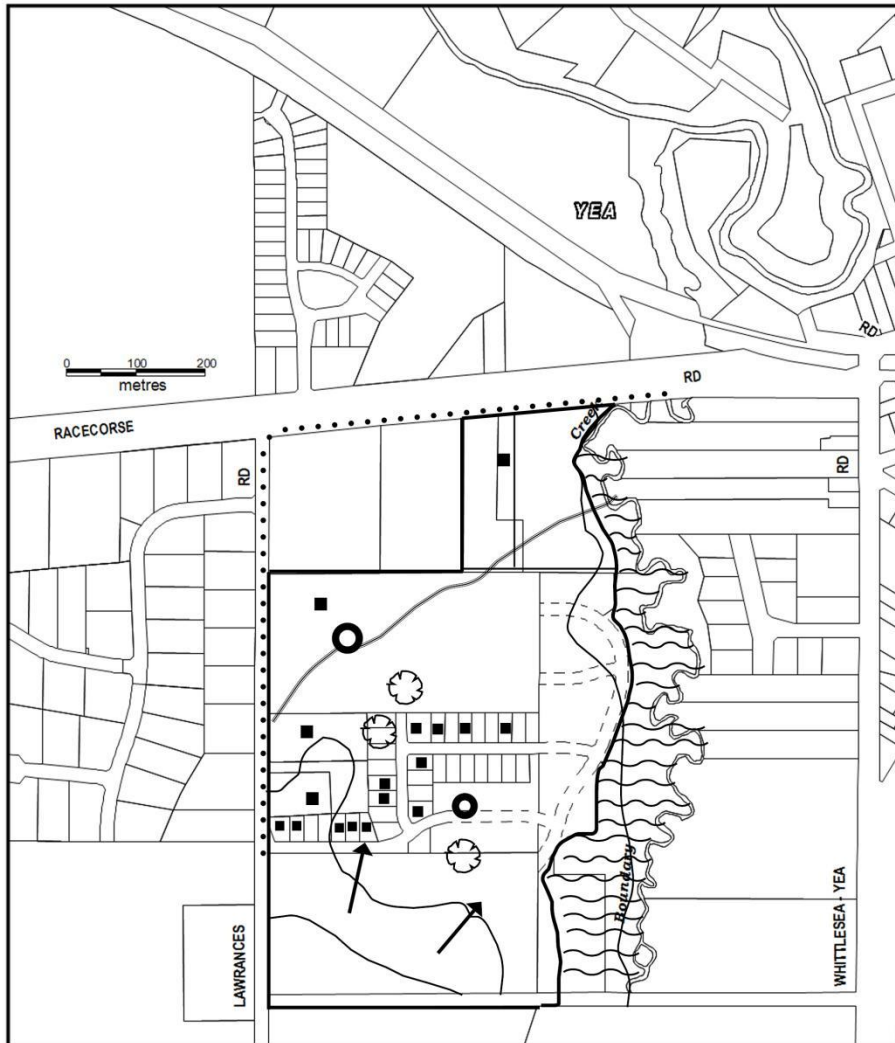 YEA
RD
0 100 200
metres
RD
RACECORSE
Creek
RD
RD
Boundary
LAWRANCES
WHITTLESEA - YEA